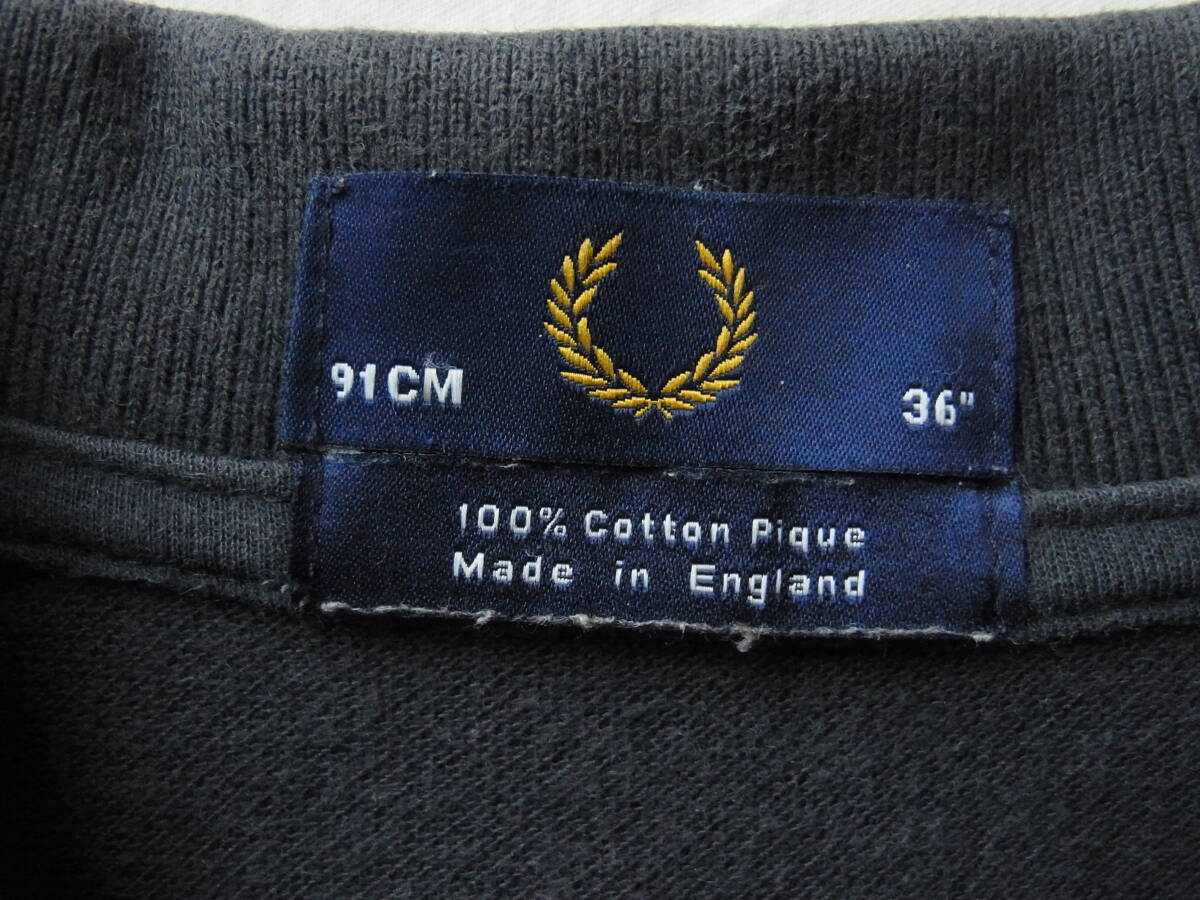 91CM
36"
100% Cotton Pique
Made in England